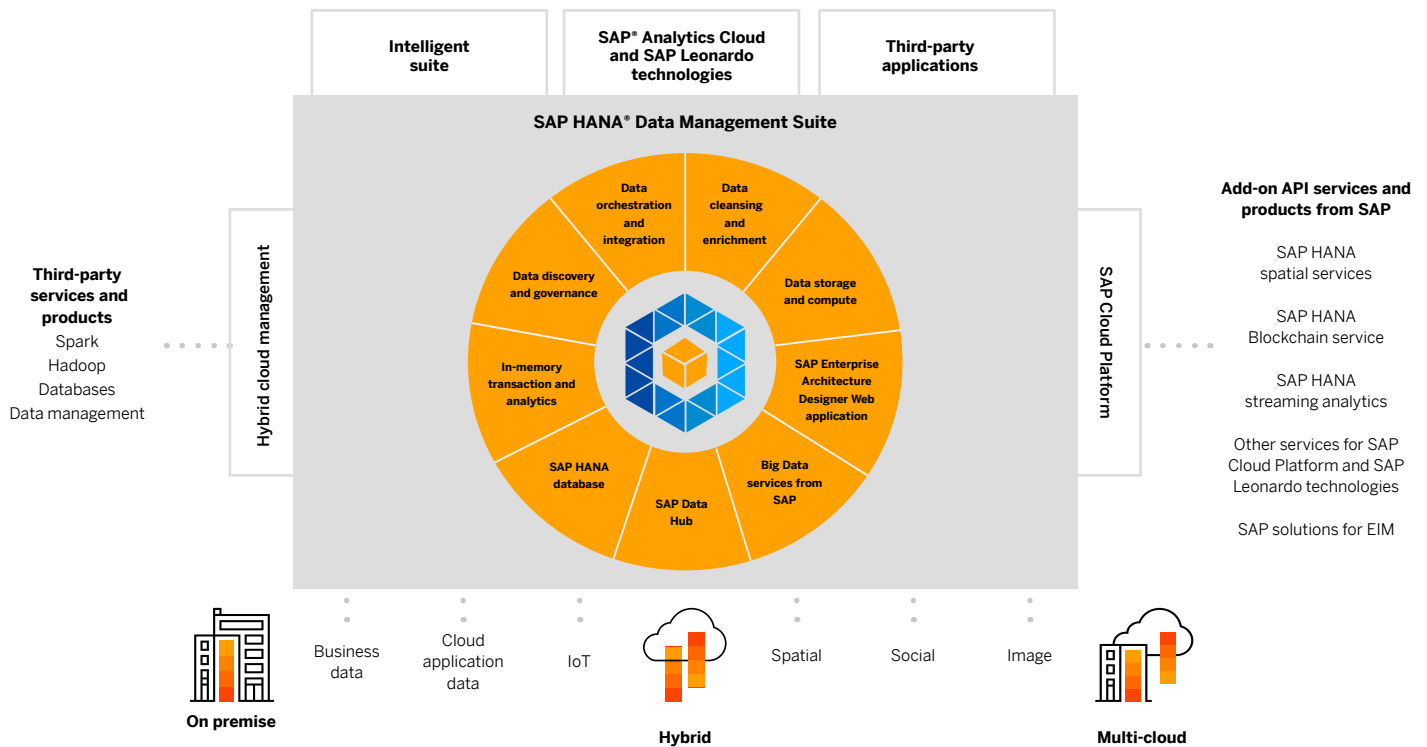 Intelligent
suite
SAP® Analytics Cloud
and SAP Leonardo
technologies
Third-party
applications
SAP HANA® Data Management Suite
Data
orchestration
and
integration
Data
cleansing
and
enrichment
Data discovery
and governance
Data storage
and compute
In-memory
transaction and
analytics
SAP Enterprise
Architecture
Designer Web
application
SAP HANA
database
SAP Data
Hub
Big Data
services from
SAP
Third-party
services and
products
Spark
Hadoop
Databases
Data management
Hybrid cloud management
SAP Cloud Platform
Add-on API services and
products from SAP
SAP HANA
spatial services
SAP HANA
Blockchain service
SAP HANA
streaming analytics
Other services for SAP
Cloud Platform and SAP
Leonardo technologies
SAP solutions for EIM
On premise
Business
data
Cloud
application
data
IoT
Hybrid
Spatial
Social
Image
Multi-cloud